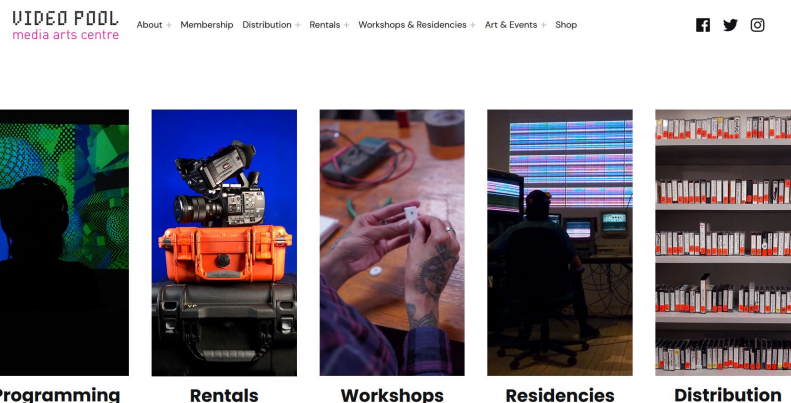 VIDEO POOL
media arts centre
About + Membership Distribution + Rentals + Workshops & Residencies + Art & Events + Shop
Programming Rentals Workshops Residencies Distribution